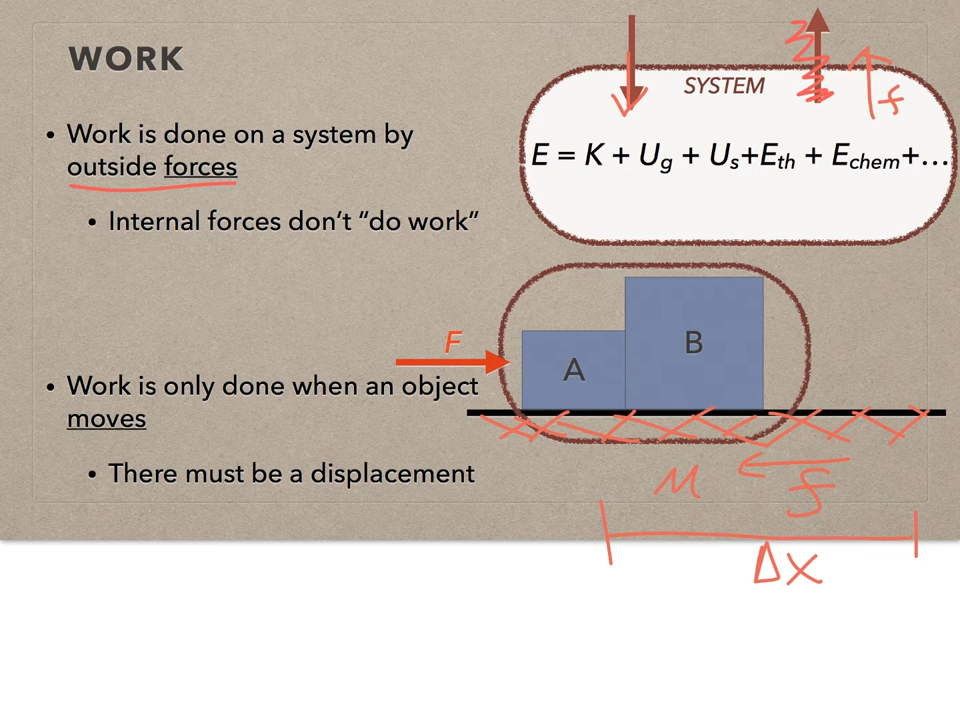 WORK
• Work is done on a system by
outside forces
• Internal forces don’t “do work”
• Work is only done when an object
moves
• There must be a displacement
SYSTEM
f
E = K + Ug + Us+Eth + Echem+…
F
A
B
μ
f
Δx